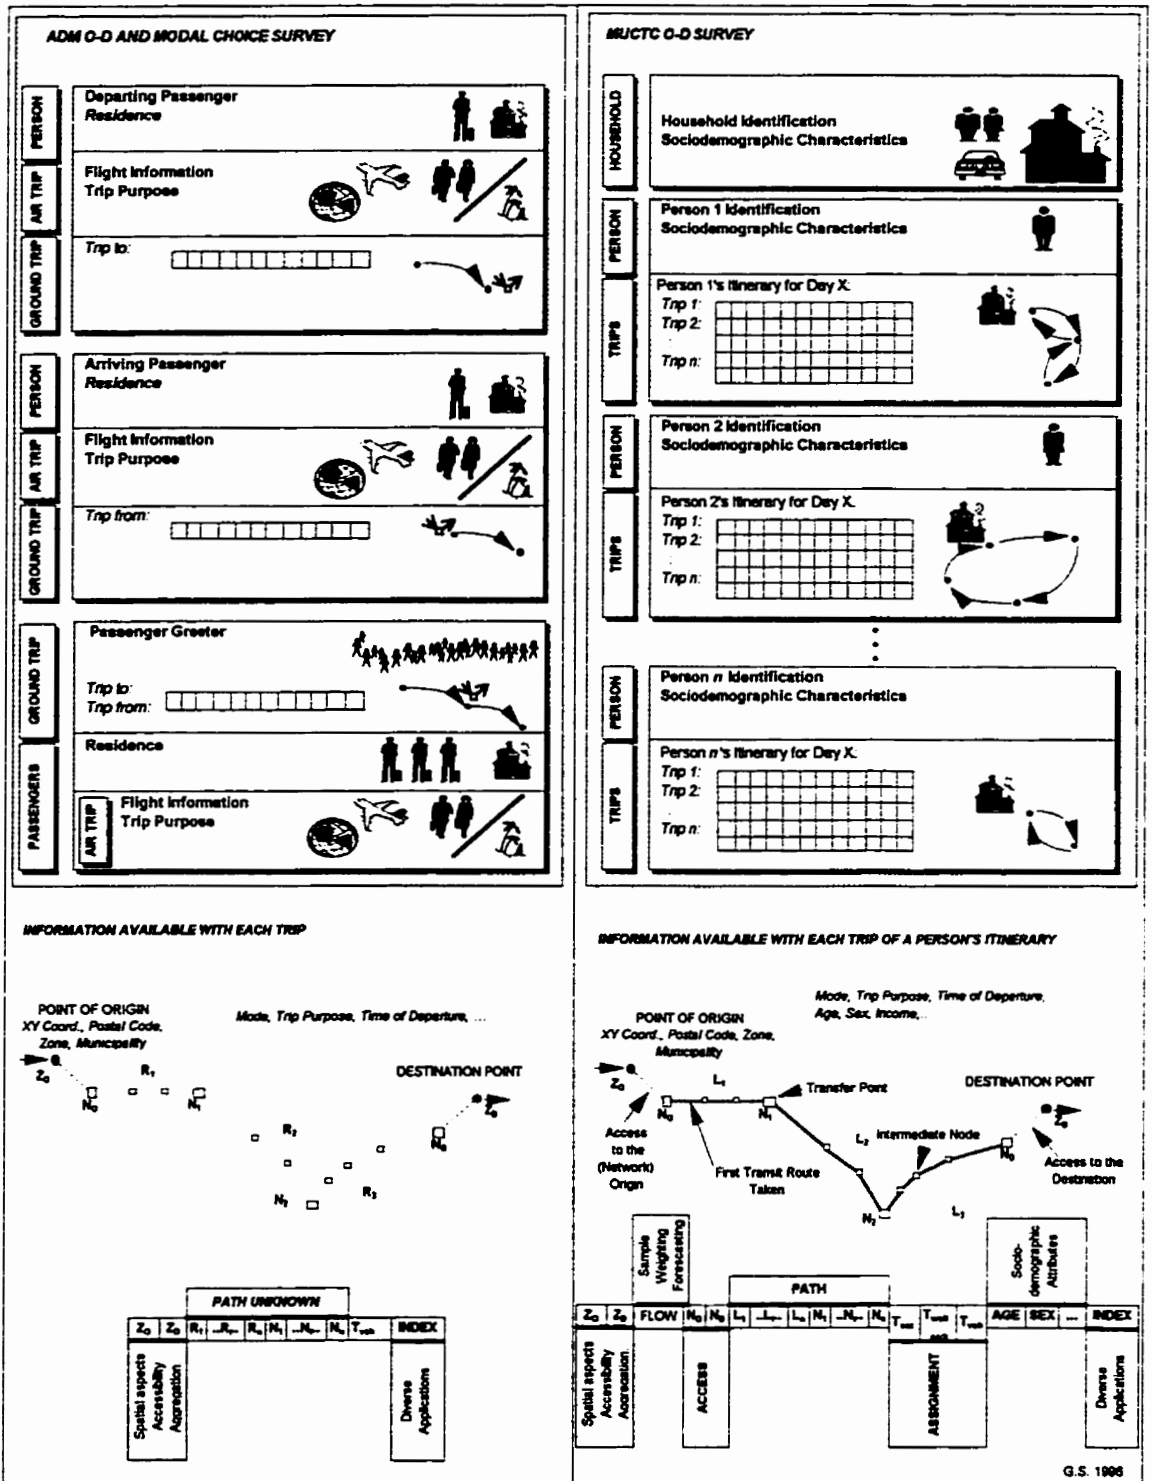 ADM O-D AND MODAL CHOICE SURVEY
PERSON
Departing Passenger
Residence
AIR TRIP
Flight Information
Trip Purpose
GROUND TRIP
Trip to:
PERSON
Arriving Passenger
Residence
AIR TRIP
Flight Information
Trip Purpose
GROUND TRIP
Trip from:
GROUND TRIP
Passenger Greeter
Trip to:
Trip from:
PASSENGERS
Residence
AIR TRIP
Flight Information
Trip Purpose
INFORMATION AVAILABLE WITH EACH TRIP
POINT OF ORIGIN
XY Coord., Postal Code,
Zone, Municipality
Mode, Trip Purpose, Time of Departure, ...
DESTINATION POINT
R1
N1
R2
N2
R3
PATH UNKNOWN
INDEX
Spatial aspects
Accessibility
Aggregation
Diverse
Applications
MUCTC O-D SURVEY
HOUSEHOLD
Household Identification
Sociodemographic Characteristics
PERSON
Person 1 Identification
Sociodemographic Characteristics
TRIPS
Person 1's Itinerary for Day X:
Trip 1:
Trip 2:
Trip n:
PERSON
Person 2 Identification
Sociodemographic Characteristics
TRIPS
Person 2's Itinerary for Day X.
Trip 1:
Trip 2:
Trip n:
PERSON
Person n Identification
Sociodemographic Characteristics
TRIPS
Person n's Itinerary for Day X.
Trip 1:
Trip 2:
Trip n:
INFORMATION AVAILABLE WITH EACH TRIP OF A PERSON'S ITINERARY
Mode, Trip Purpose, Time of Departure,
Age, Sex, Income,..
POINT OF ORIGIN
XY Coord., Postal Code, Zone,
Municipality
DESTINATION POINT
L1
Transfer Point
N1
L2
Intermediate Node
Access
to the
(Network)
Origin
First Transit Route
Taken
Access to the
Destination
N2
L3
Sample
Weighting
Forecasting
PATH
Socio-
demographic
Attributes
FLOW
AGE
SEX
...
INDEX
Spatial aspects
Accessibility
Aggregation
ACCESS
ASSIGNMENT
Diverse
Applications
G.S. 1996